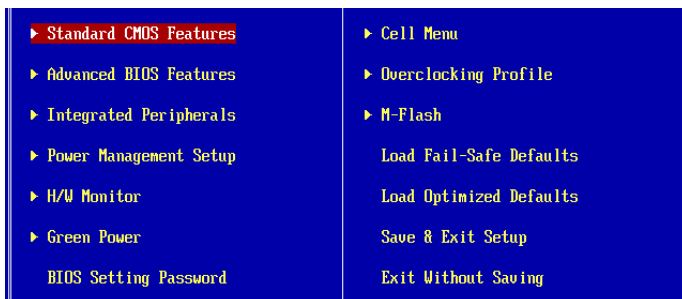 Standard CMOS Features
Advanced BIOS Features
Integrated Peripherals
Power Management Setup
H/W Monitor
Green Power
BIOS Setting Password
Cell Menu
Overclocking Profile
M-Flash
Load Fail-Safe Defaults
Load Optimized Defaults
Save & Exit Setup
Exit Without Saving